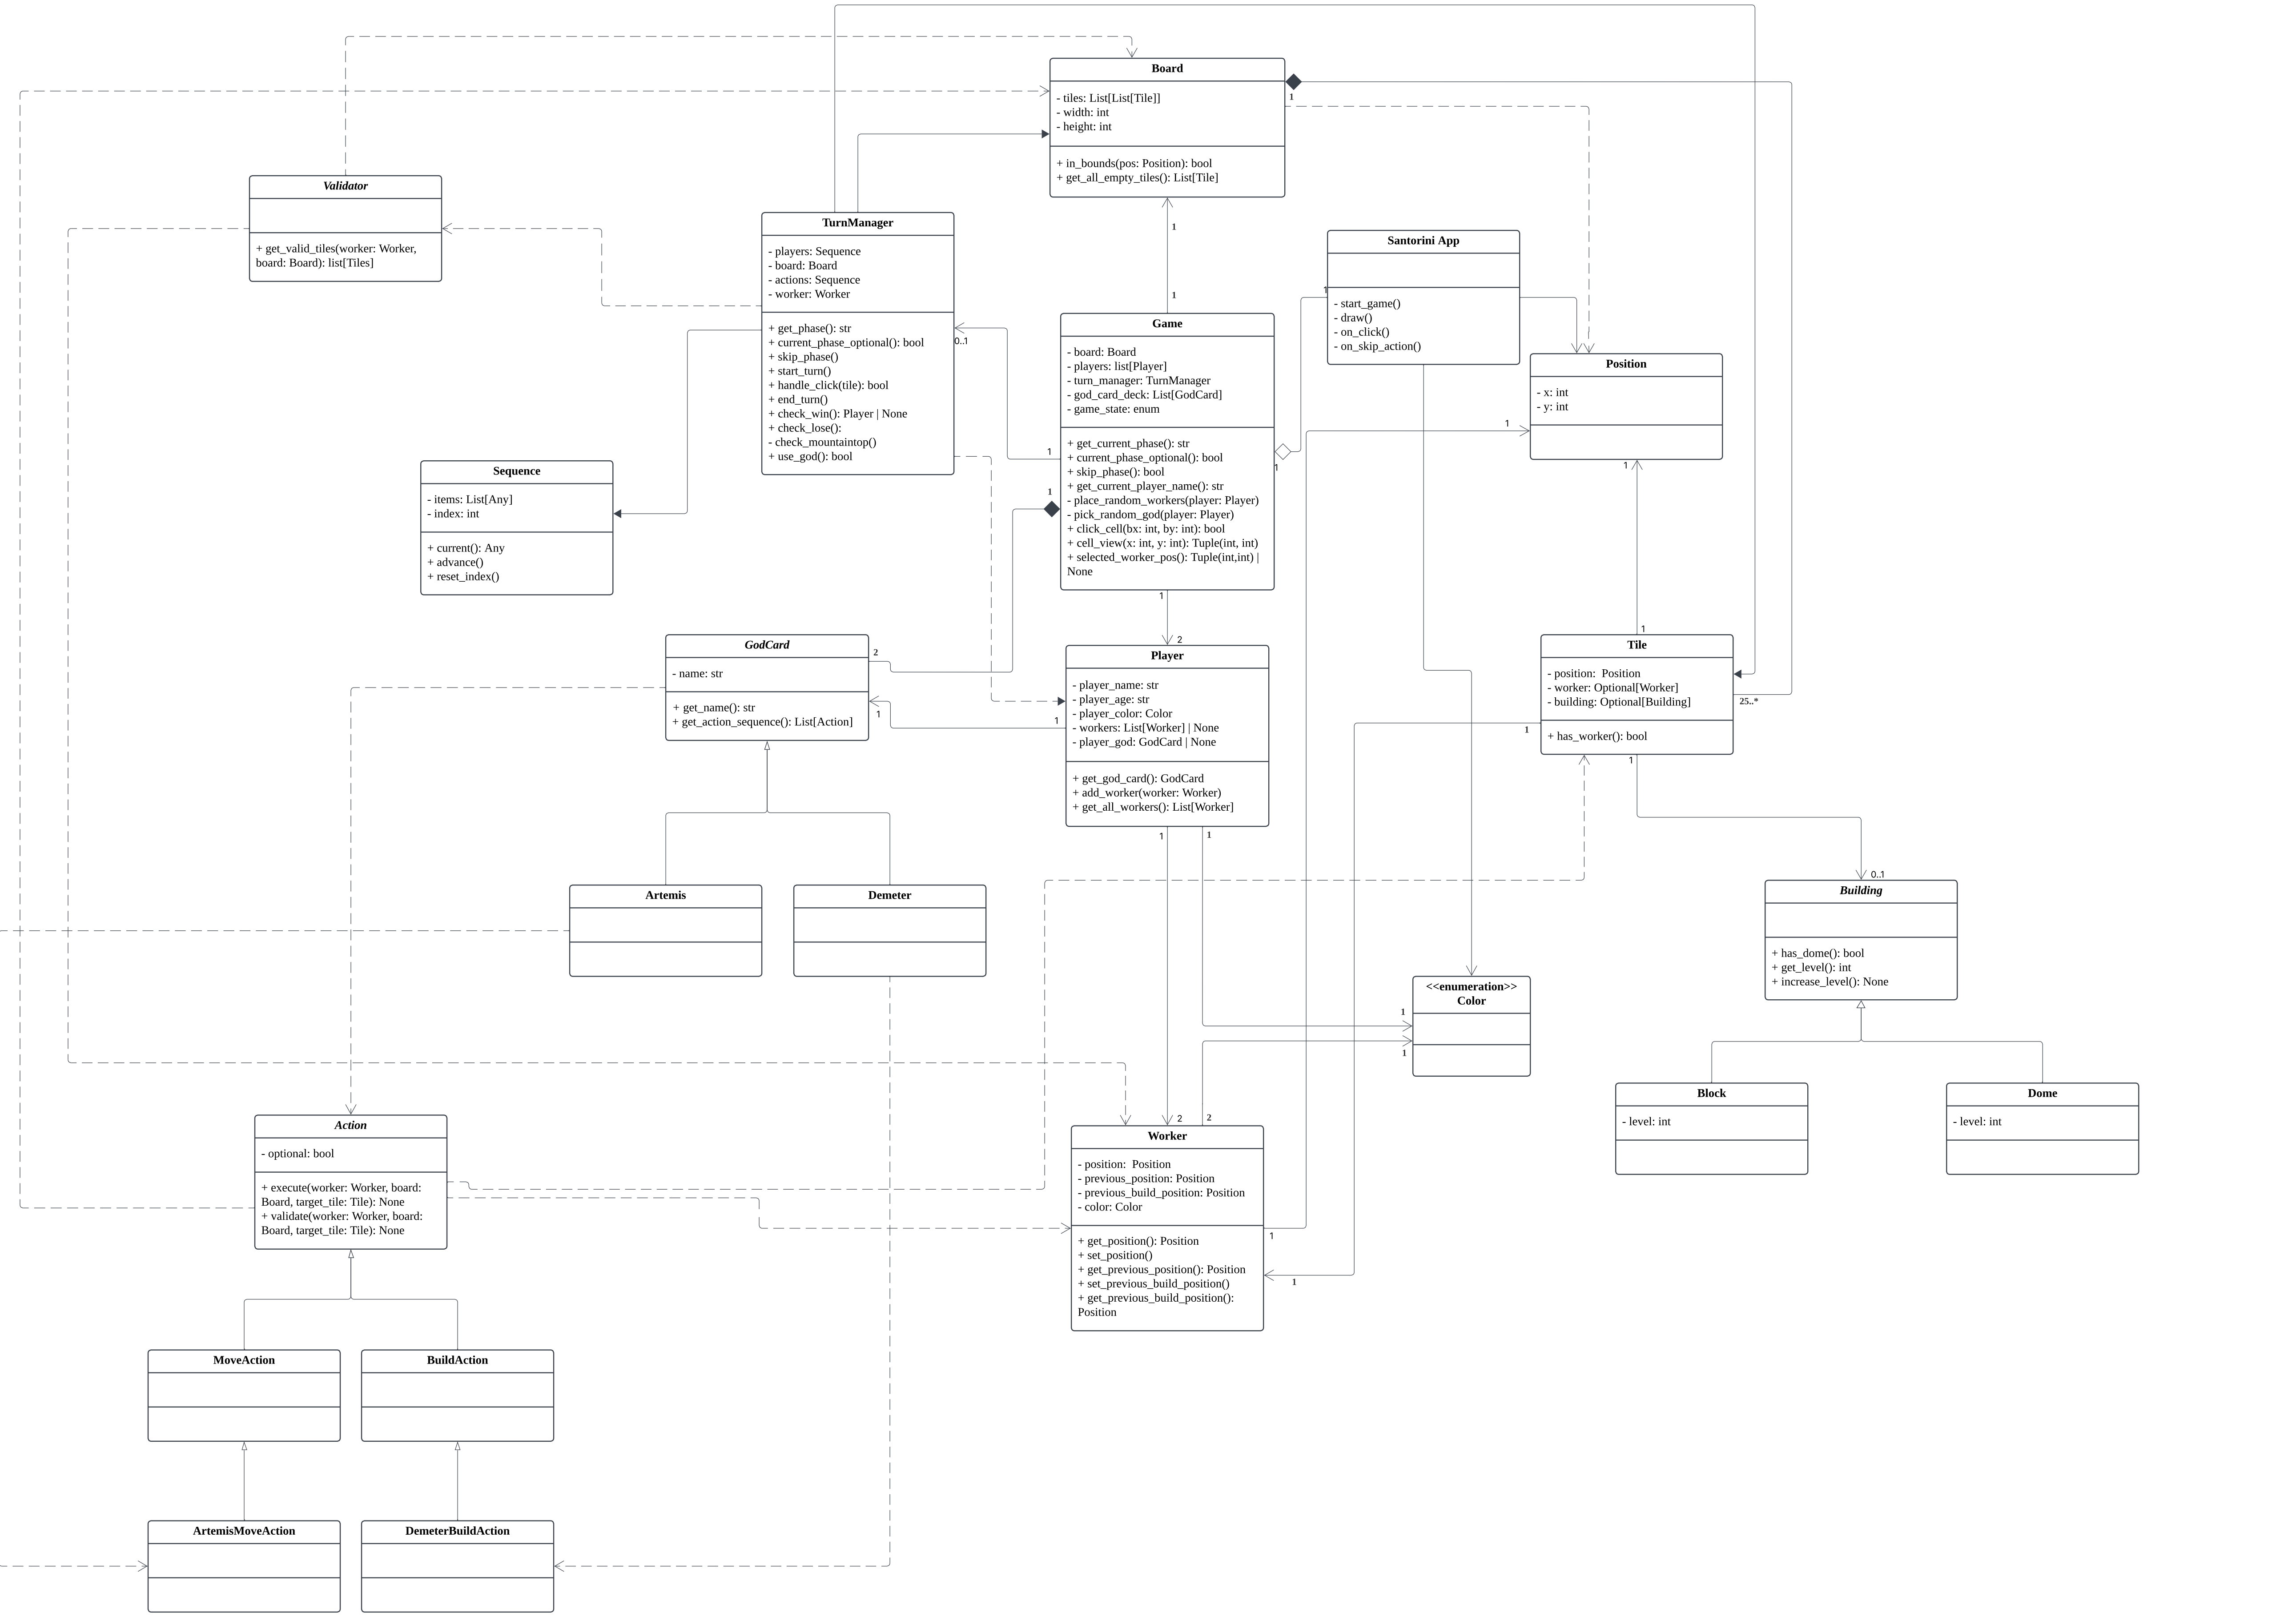 Board
- tiles: List[List[Tile]]
- width: int
- height: int
+ in_bounds(pos: Position): bool
+ get_all_empty_tiles(): List[Tile]
1
Validator
+ get_valid_tiles(worker: Worker,
board: Board): list[Tiles]
TurnManager
- players: Sequence
- board: Board
- actions: Sequence
- worker: Worker
+ get_phase(): str
+ current_phase_optional(): bool
+ skip_phase()
+ start_turn()
+ handle_click(tile): bool
+ end_turn()
+ check_win(): Player | None
+ check_lose():
- check_mountaintop()
+ use_god(): bool
0..1
1
1
Santorini App
- start_game()
- draw()
- on_click()
- on_skip_action()
1
Game
- board: Board
- players: list[Player]
- turn_manager: TurnManager
- god_card_deck: List[GodCard]
- game_state: enum
+ get_current_phase(): str
+ current_phase_optional(): bool
+ skip_phase(): bool
+ get_current_player_name(): str
- place_random_workers(player: Player)
- pick_random_god(player: Player)
+ click_cell(bx: int, by: int): bool
+ cell_view(x: int, y: int): Tuple(int, int)
+ selected_worker_pos(): Tuple(int,int) |
None
1
1
1
1
2
Position
- x: int
- y: int
1
1
Sequence
- items: List[Any]
- index: int
+ current(): Any
+ advance()
+ reset_index()
GodCard
- name: str
+ get_name(): str
+ get_action_sequence(): List[Action]
2
1
Player
- player_name: str
- player_age: str
- player_color: Color
- workers: List[Worker] | None
- player_god: GodCard | None
+ get_god_card(): GodCard
+ add_worker(worker: Worker)
+ get_all_workers(): List[Worker]
1
1
1
1
Tile
- position:  Position
- worker: Optional[Worker]
- building: Optional[Building]
+ has_worker(): bool
25..*
1
1
0..1
Artemis
Demeter
Building
+ has_dome(): bool
+ get_level(): int
+ increase_level(): None
<<enumeration>>
Color
1
1
Block
- level: int
Dome
- level: int
Action
- optional: bool
+ execute(worker: Worker, board:
Board, target_tile: Tile): None
+ validate(worker: Worker, board:
Board, target_tile: Tile): None
2
2
Worker
- position:  Position
- previous_position: Position
- previous_build_position: Position
- color: Color
+ get_position(): Position
+ set_position()
+ get_previous_position(): Position
+ set_previous_build_position()
+ get_previous_build_position():
Position
1
1
MoveAction
BuildAction
ArtemisMoveAction
DemeterBuildAction